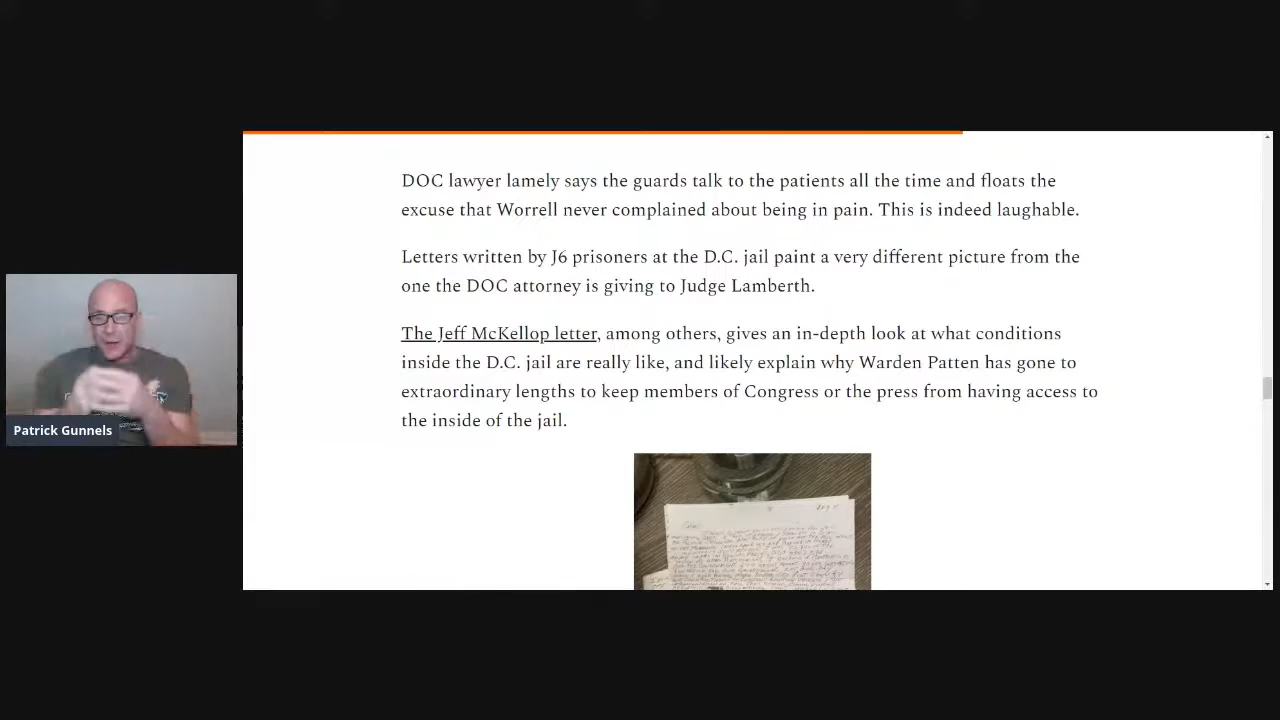 DOC lawyer lamely says the guards talk to the patients all the time and floats the
excuse that Worrell never complained about being in pain. This is indeed laughable.
Letters written by J6 prisoners at the D.C. jail paint a very different picture from the
one the DOC attorney is giving to Judge Lamberth.
The Jeff McKellop letter, among others, gives an in-depth look at what conditions
inside the D.C. jail are really like, and likely explain why Warden Patten has gone to
extraordinary lengths to keep members of Congress or the press from having access to
the inside of the jail.
Patrick Gunnels